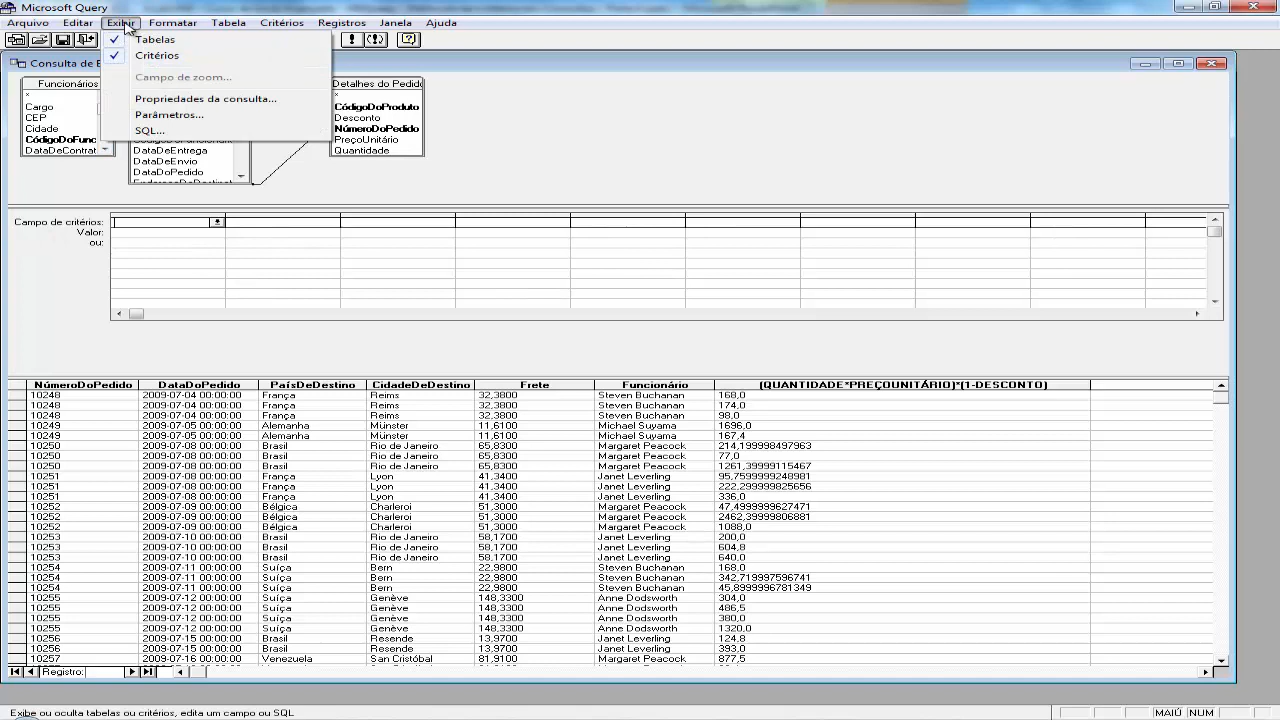 Microsoft Query
Arquivo Editar Exibir Formatar Tabela Critérios Registros Janela Ajuda
Tabelas
Critérios
Campo de zoom...
Propriedades da consulta...
Parâmetros...
SQL...
Consulta de
Funcionários
*
Cargo
CEP
Cidade
CódigoDoFunc
DataDeContrat
DataDeEntrega
DataDeEnvio
DataDoPedido
Detalhes do Pedid
*
CódigoDoProduto
Desconto
NúmeroDoPedido
PreçoUnitário
Quantidade
Campo de critérios:
Valor:
ou:
NúmeroDoPedido DataDoPedido PaísDeDestino CidadeDeDestino Frete Funcionário (QUANTIDADE*PREÇOUNITÁRIO)*(1-DESCONTO)
10248 2009-07-04 00:00:00 França Reims 32,3800 Steven Buchanan 168,0
10248 2009-07-04 00:00:00 França Reims 32,3800 Steven Buchanan 174,0
10248 2009-07-04 00:00:00 França Reims 32,3800 Steven Buchanan 98,0
10249 2009-07-05 00:00:00 Alemanha Münster 11,6100 Michael Suyama 1696,0
10249 2009-07-05 00:00:00 Alemanha Münster 11,6100 Michael Suyama 167,4
10250 2009-07-08 00:00:00 Brasil Rio de Janeiro 65,8300 Margaret Peacock 214,199998497963
10250 2009-07-08 00:00:00 Brasil Rio de Janeiro 65,8300 Margaret Peacock 77,0
10250 2009-07-08 00:00:00 Brasil Rio de Janeiro 65,8300 Margaret Peacock 1261,39999115467
10251 2009-07-08 00:00:00 França Lyon 41,3400 Janet Leverling 95,7599999248981
10251 2009-07-08 00:00:00 França Lyon 41,3400 Janet Leverling 222,299999825656
10251 2009-07-08 00:00:00 França Lyon 41,3400 Janet Leverling 336,0
10252 2009-07-09 00:00:00 Bélgica Charleroi 51,3000 Margaret Peacock 47,4999999627471
10252 2009-07-09 00:00:00 Bélgica Charleroi 51,3000 Margaret Peacock 2462,39999806881
10252 2009-07-09 00:00:00 Bélgica Charleroi 51,3000 Margaret Peacock 1088,0
10253 2009-07-10 00:00:00 Brasil Rio de Janeiro 58,1700 Janet Leverling 200,0
10253 2009-07-10 00:00:00 Brasil Rio de Janeiro 58,1700 Janet Leverling 604,8
10253 2009-07-10 00:00:00 Brasil Rio de Janeiro 58,1700 Janet Leverling 640,0
10254 2009-07-11 00:00:00 Suíça Bern 22,9800 Steven Buchanan 168,0
10254 2009-07-11 00:00:00 Suíça Bern 22,9800 Steven Buchanan 342,719997596741
10254 2009-07-11 00:00:00 Suíça Bern 22,9800 Steven Buchanan 45,8999996781349
10255 2009-07-12 00:00:00 Suíça Genève 148,3300 Anne Dodsworth 304,0
10255 2009-07-12 00:00:00 Suíça Genève 148,3300 Anne Dodsworth 486,5
10255 2009-07-12 00:00:00 Suíça Genève 148,3300 Anne Dodsworth 380,0
10255 2009-07-12 00:00:00 Suíça Genève 148,3300 Anne Dodsworth 1320,0
10256 2009-07-15 00:00:00 Brasil Resende 13,9700 Janet Leverling 124,8
10256 2009-07-15 00:00:00 Brasil Resende 13,9700 Janet Leverling 393,0
10257 2009-07-16 00:00:00 Venezuela San Cristóbal 81,9100 Margaret Peacock 877,5
Registro:
Exibe ou oculta tabelas ou critérios, edita um campo ou SQL MAIÚ NUM